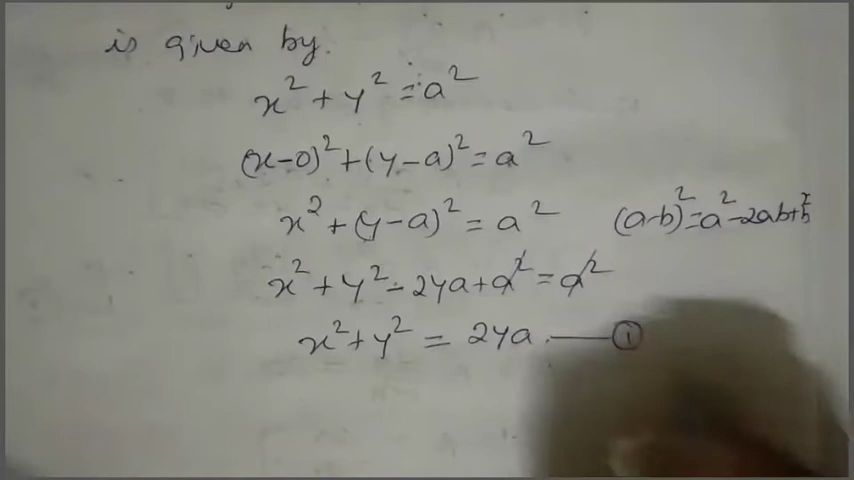 is given by.
x² + y² = a²
(x-0)² + (y-a)² = a²
x² + (y-a)² = a² (a-b)² = a² - 2ab + b²
x² + y² - 2ya + a² = a²
x² + y² = 2ya. — ①